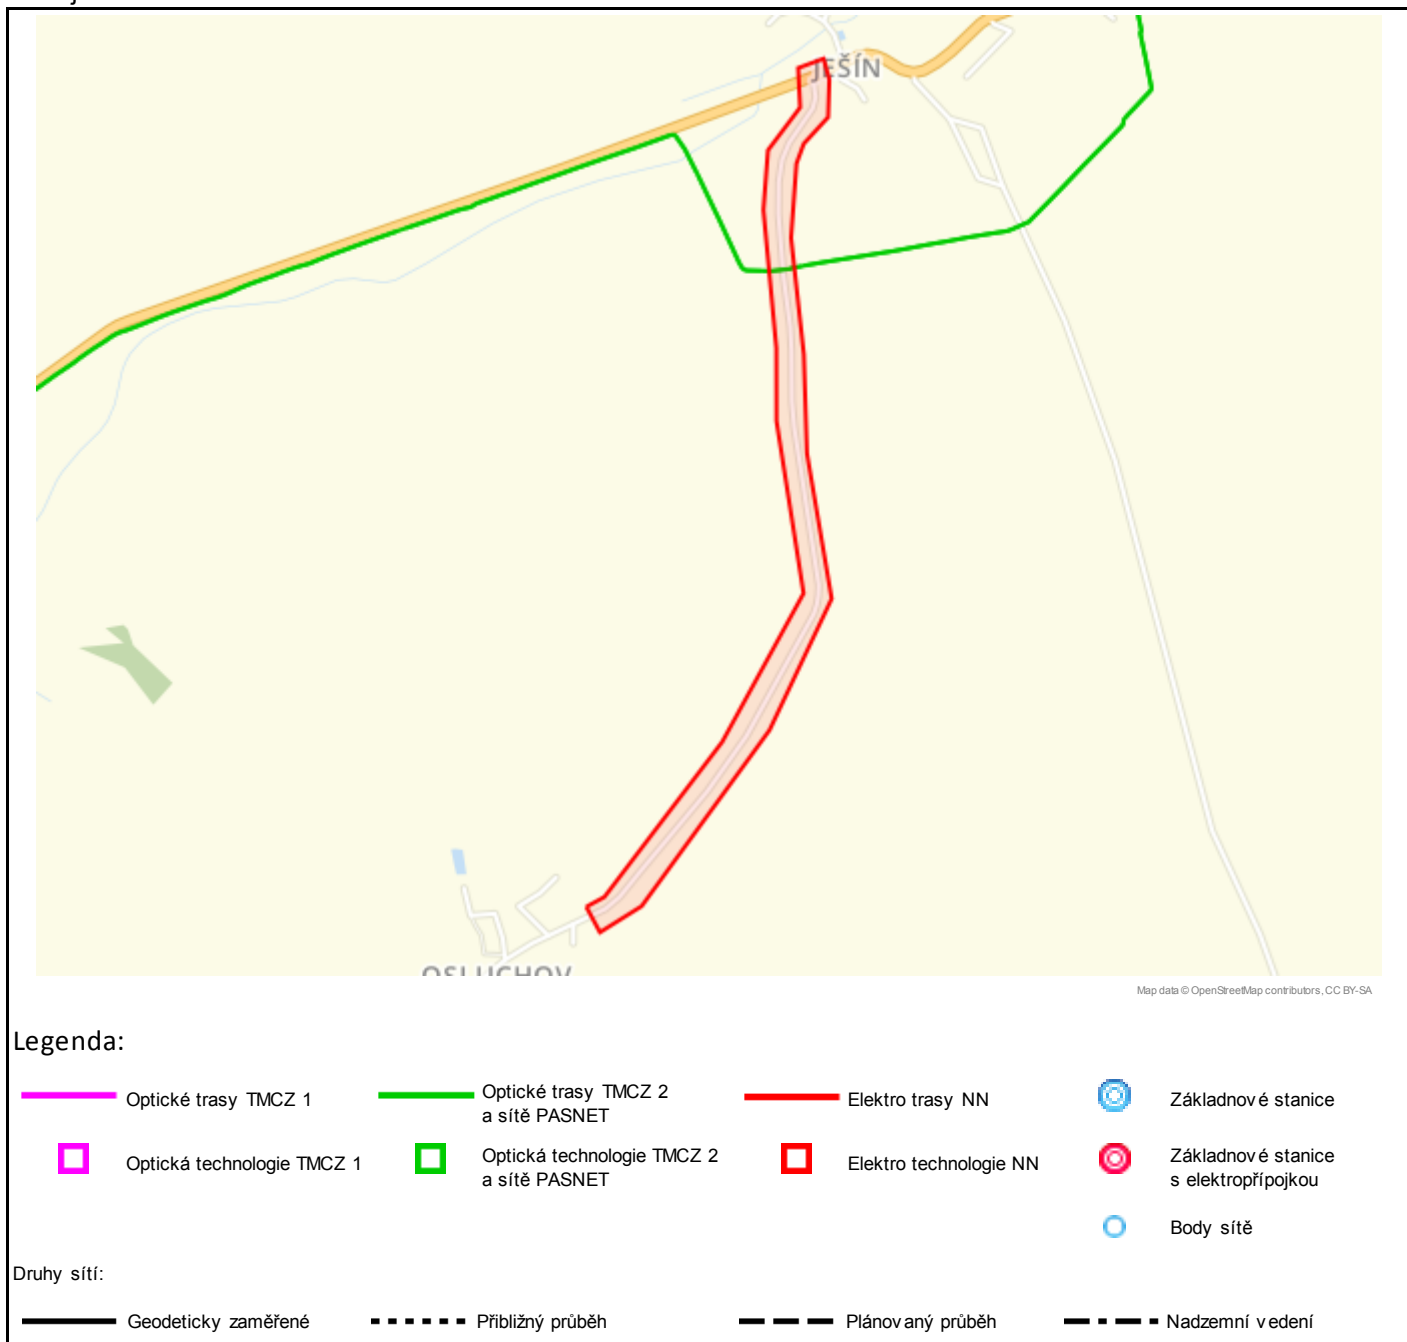 JEŠÍN
OSLUCHOV
Map data © OpenStreetMap contributors, CC BY-SA
Legenda:
Optické trasy TMCZ 1
Optické trasy TMCZ 2
a sítě PASNET
Elektro trasy NN
Základnové stanice
Optická technologie TMCZ 1
Optická technologie TMCZ 2
a sítě PASNET
Elektro technologie NN
Základnové stanice
s elektropřípojkou
Body sítě
Druhy sítí:
Geodeticky zaměřené
Přibližný průběh
Plánovaný průběh
Nadzemní vedení